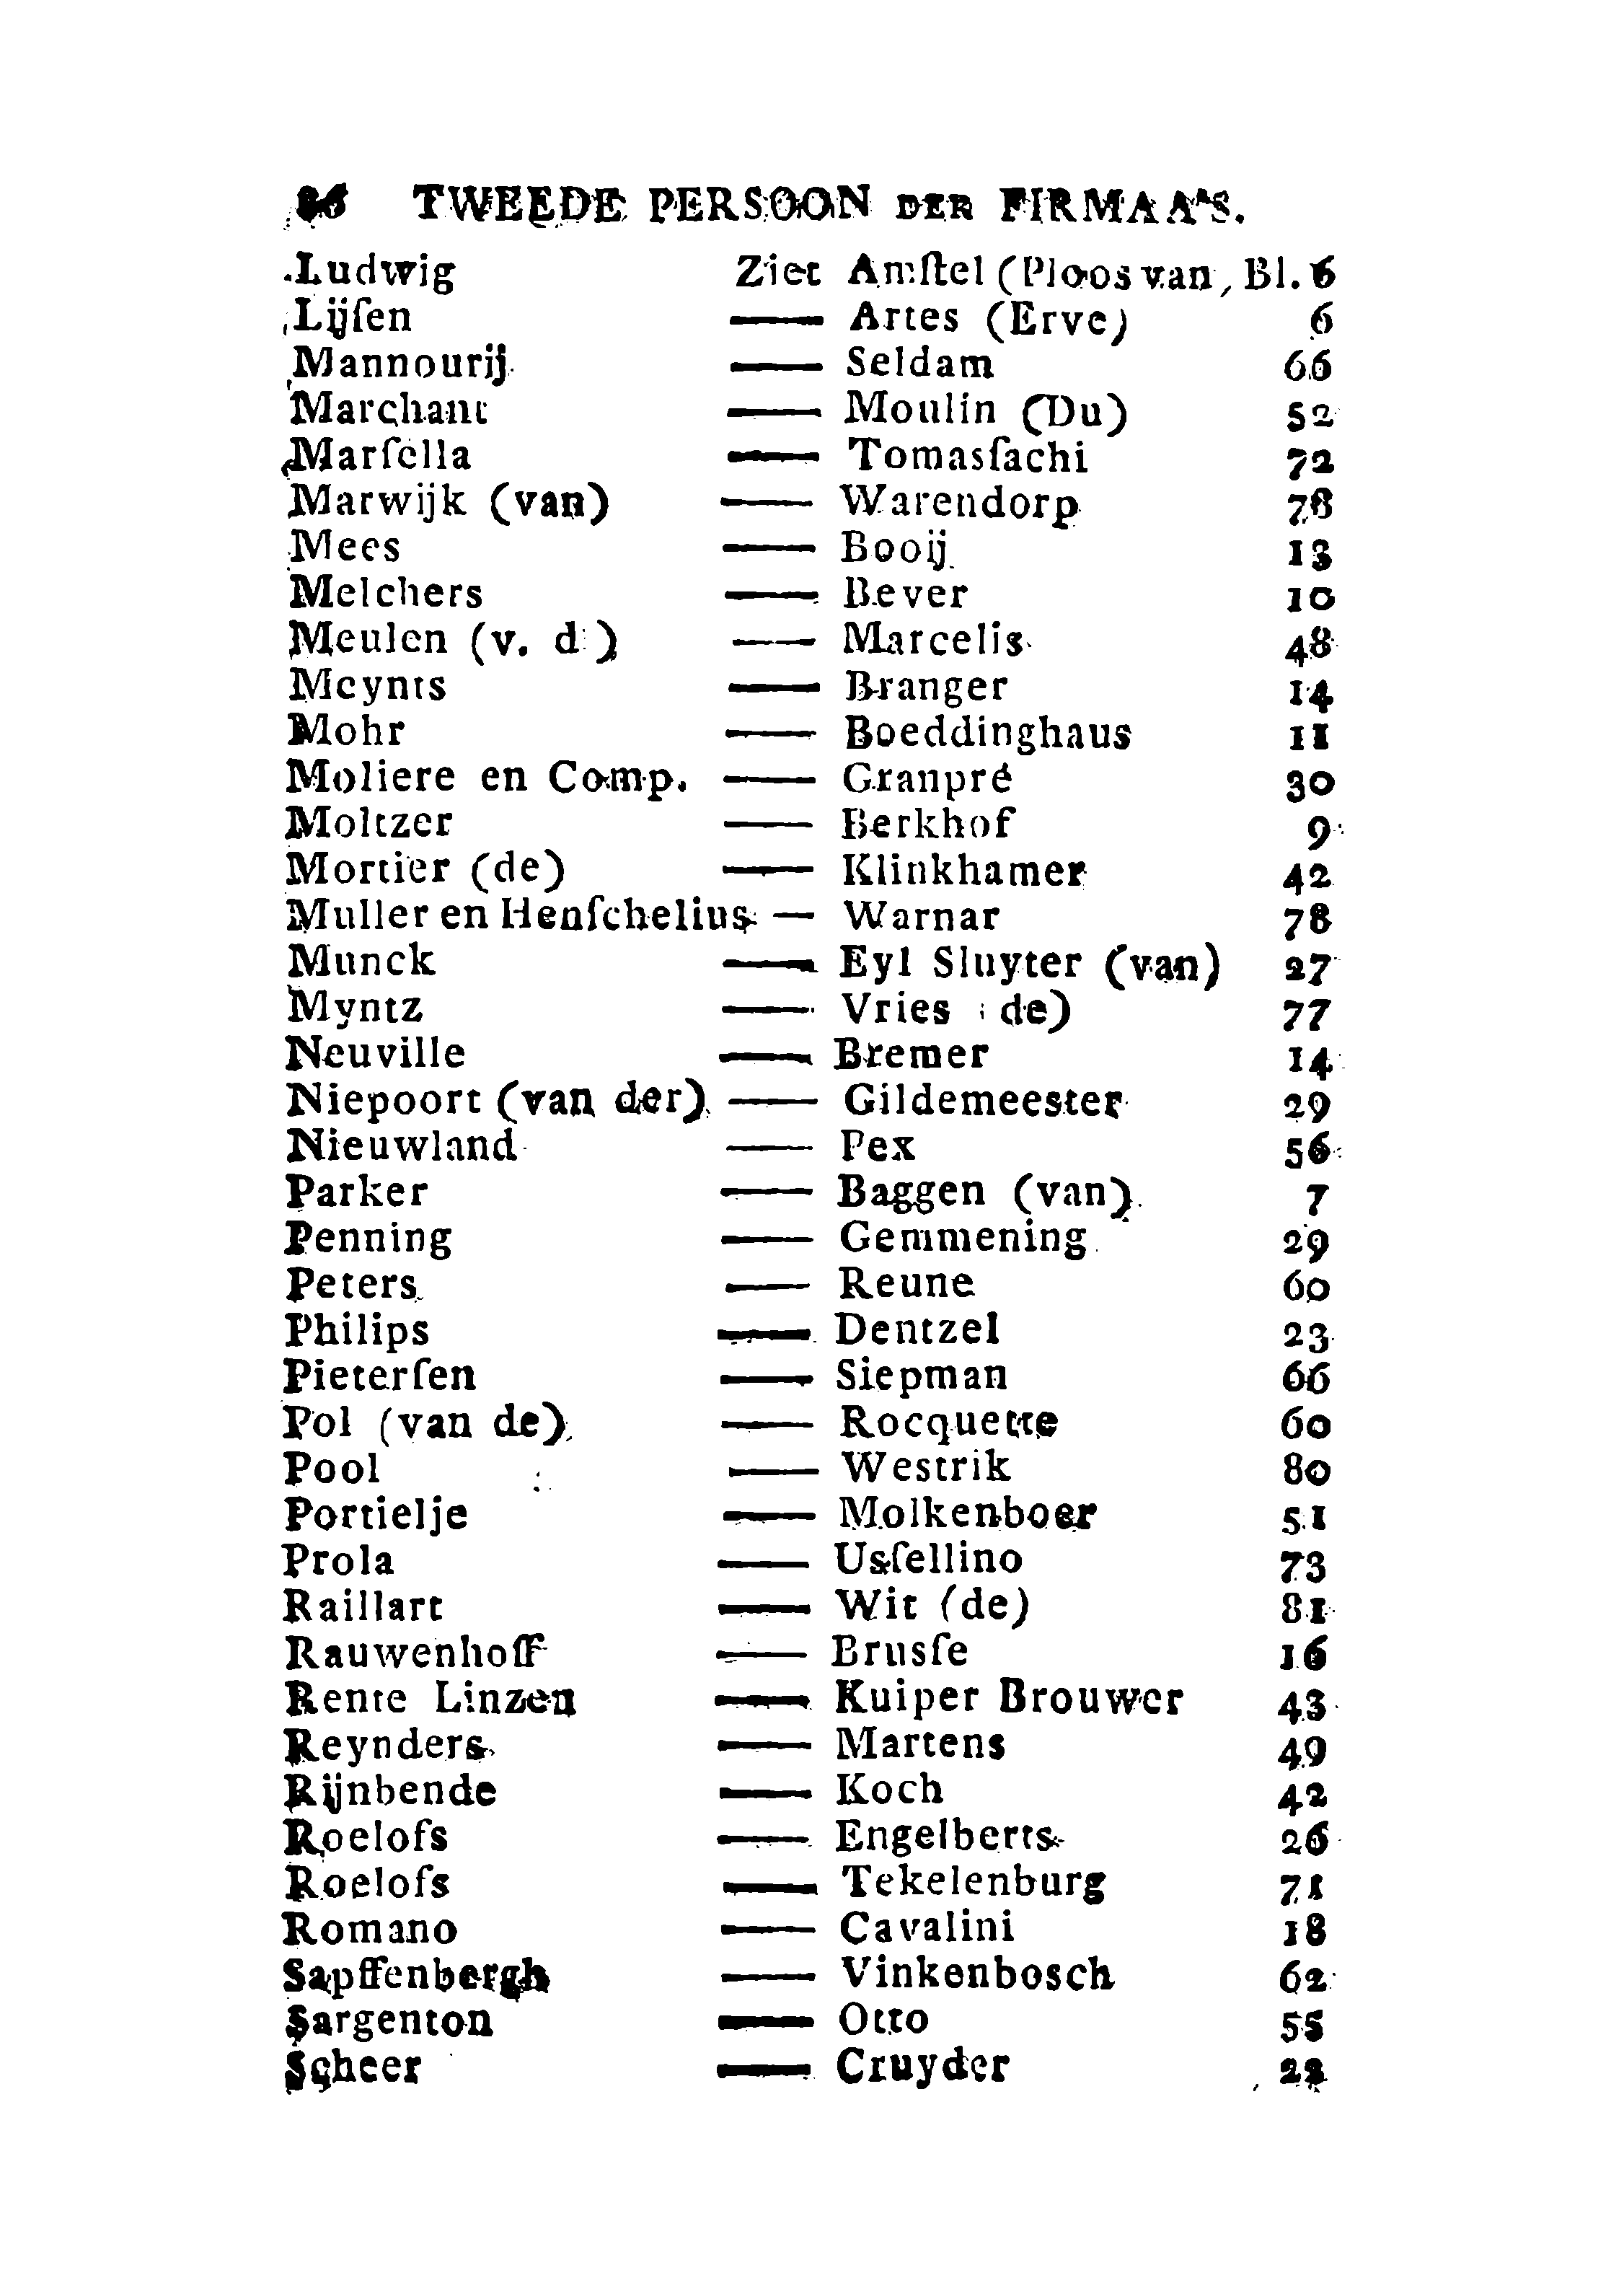 86 TWEEDE PERSOON DER FIRMAA'S.
Ludwig Ziet Amſtel (Ploos van, Bl. 6
Lijſen —— Artes (Erve) 6
Mannourij —— Seldam 66
Marchant —— Moulin (Du) 52
Marſella —— Tomasſachi 72
Marwijk (van) —— Warendorp 78
Mees —— Booij 13
Melchers —— Bever 10
Meulen (v. d.) —— Marcelis 48
Meynts —— Branger 14
Mohr —— Boeddinghaus 11
Moliere en Comp. —— Granpré 30
Moltzer —— Berkhof 9
Mortier (de) —— Klinkhamer 42
Muller en Henſchelius — Warnar 78
Munck —— Eyl Sluyter (van) 27
Myntz —— Vries (de) 77
Neuville —— Bremer 14
Niepoort (van der) —— Gildemeester 29
Nieuwland —— Pex 56
Parker —— Baggen (van) 7
Penning —— Gemmening 29
Peters —— Reune 60
Philips —— Dentzel 23
Pieterſen —— Siepman 66
Pol (van de) —— Rocquette 60
Pool —— Westrik 80
Portielje —— Molkenboer 51
Prola —— Usſellino 73
Raillart —— Wit (de) 81
Rauwenhoff —— Brusſe 16
Rente Linzen —— Kuiper Brouwer 43
Reynders —— Martens 49
Rijnbende —— Koch 42
Roelofs —— Engelberts 26
Roelofs —— Tekelenburg 71
Romano —— Cavalini 18
Sapffenbergh —— Vinkenbosch 62
Sargenton —— Otto 55
Scheer —— Cruyder